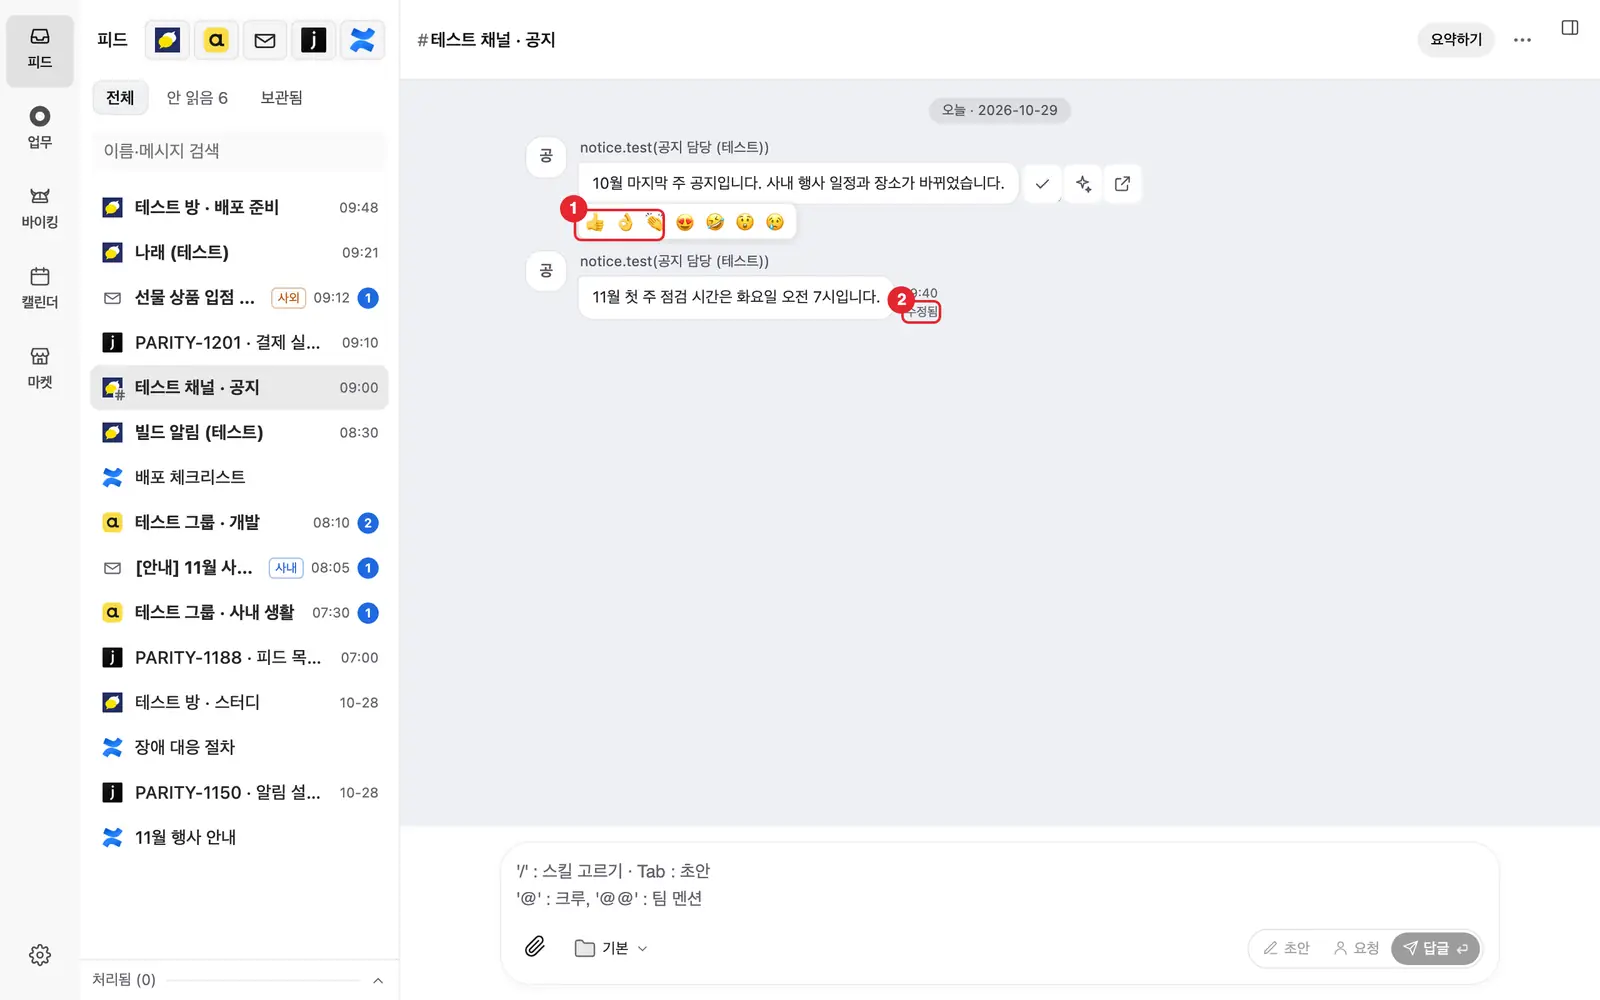 피드
업무
바이킹
캘린더
마켓
피드
전체
안 읽음 6
보관됨
이름·메시지 검색
테스트 방 · 배포 준비 09:48
나래 (테스트) 09:21
선물 상품 입점 ... 사외 09:12 1
PARITY-1201 · 결제 실... 09:10
테스트 채널 · 공지 09:00
빌드 알림 (테스트) 08:30
배포 체크리스트
테스트 그룹 · 개발 08:10 2
[안내] 11월 사... 사내 08:05 1
테스트 그룹 · 사내 생활 07:30 1
PARITY-1188 · 피드 목... 07:00
테스트 방 · 스터디 10-28
장애 대응 절차
PARITY-1150 · 알림 설... 10-28
11월 행사 안내
처리됨 (0)
#테스트 채널 · 공지
요약하기
오늘 · 2026-10-29
공
notice.test(공지 담당 (테스트))
10월 마지막 주 공지입니다. 사내 행사 일정과 장소가 바뀌었습니다.
1
공
notice.test(공지 담당 (테스트))
11월 첫 주 점검 시간은 화요일 오전 7시입니다.
2
:40
수정됨
'/' : 스킬 고르기 · Tab : 초안
'@' : 크루, '@@' : 팀 멘션
기본
초안
요청
답글